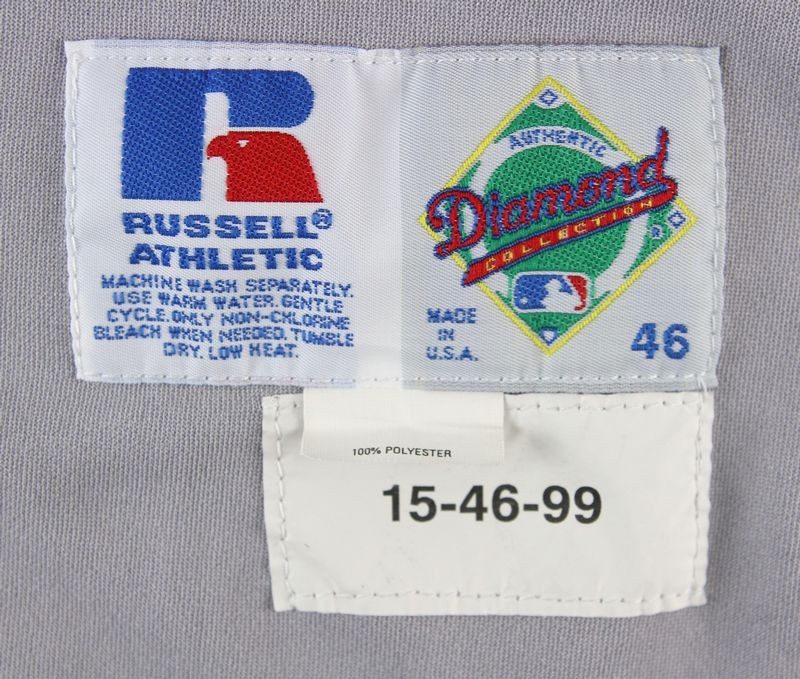 RUSSELL®
ATHLETIC
MACHINE WASH SEPARATELY.
USE WARM WATER. GENTLE
CYCLE. ONLY NON-CHLORINE
BLEACH WHEN NEEDED. TUMBLE
DRY. LOW HEAT.
AUTHENTIC
Diamond
COLLECTION
®
MADE
IN
U.S.A.
46
100% POLYESTER
15-46-99